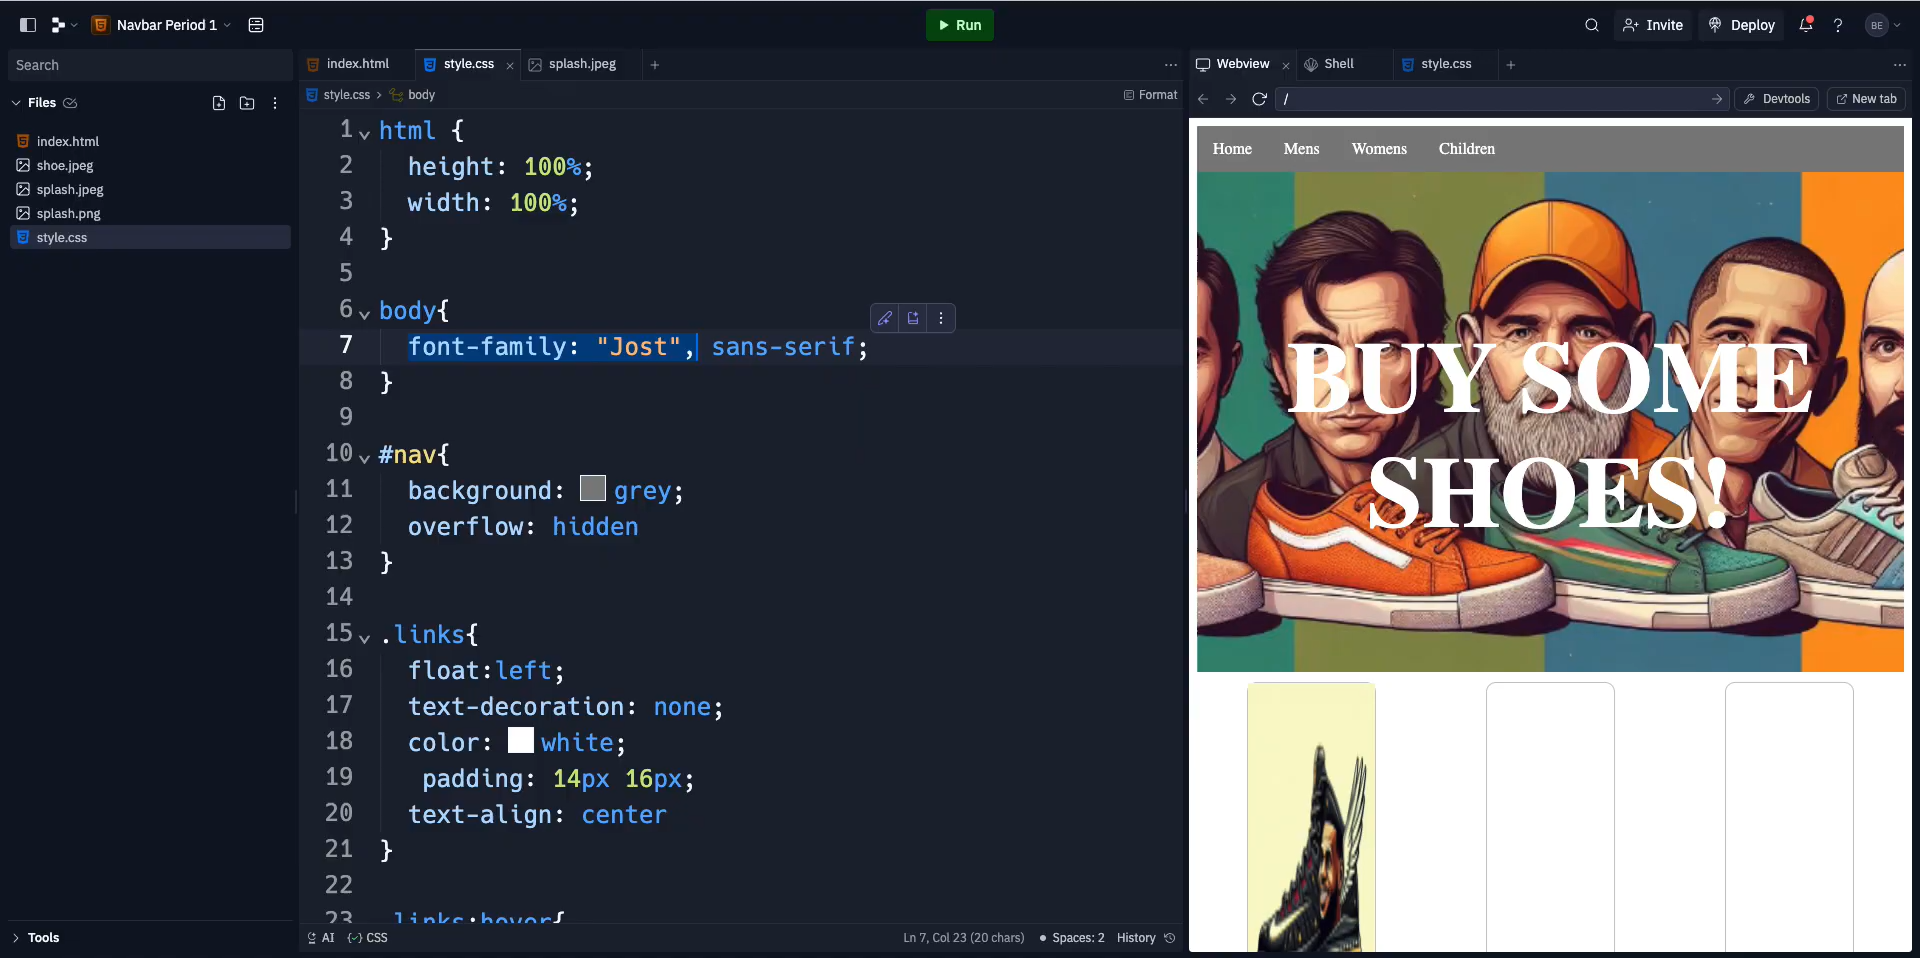 Navbar Period 1
Run
Invite
Deploy
?
BE
Search
index.html
style.css
splash.jpeg
Webview
Shell
style.css
Files
style.css > body
Format
/
Devtools
New tab
index.html
shoe.jpeg
splash.jpeg
splash.png
style.css
1 html {
2 height: 100%;
3 width: 100%;
4 }
5
6 body{
7 font-family: "Jost", sans-serif;
8 }
9
10 #nav{
11 background: grey;
12 overflow: hidden
13 }
14
15 .links{
16 float:left;
17 text-decoration: none;
18 color: white;
19 padding: 14px 16px;
20 text-align: center
21 }
22
23 .links:hover{
Home Mens Womens Children
BUY SOME
SHOES!
Tools
AI
CSS
Ln 7, Col 23 (20 chars)
Spaces: 2
History